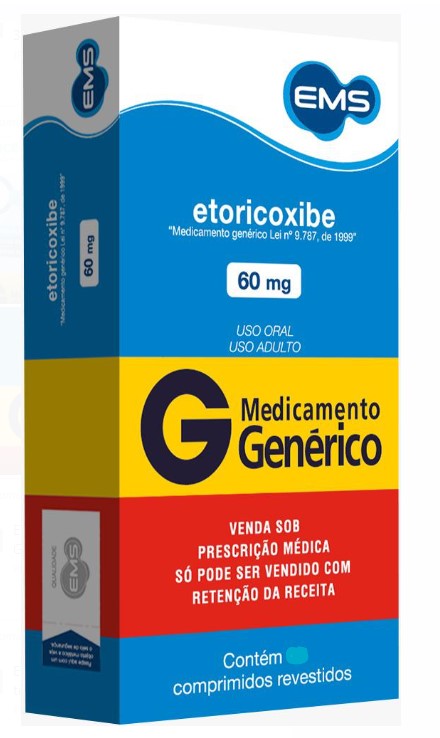 EMS
etoricoxibe
"Medicamento genérico Lei nº 9.787, de 1999"
60 mg
USO ORAL
USO ADULTO
G Medicamento
Genérico
VENDA SOB
PRESCRIÇÃO MÉDICA
SÓ PODE SER VENDIDO COM
RETENÇÃO DA RECEITA
Contém
comprimidos revestidos
EMS
etoricoxibe
"Medicamento genérico Lei nº 9.787, de 1999"
60 mg
QUALIDADE
EMS